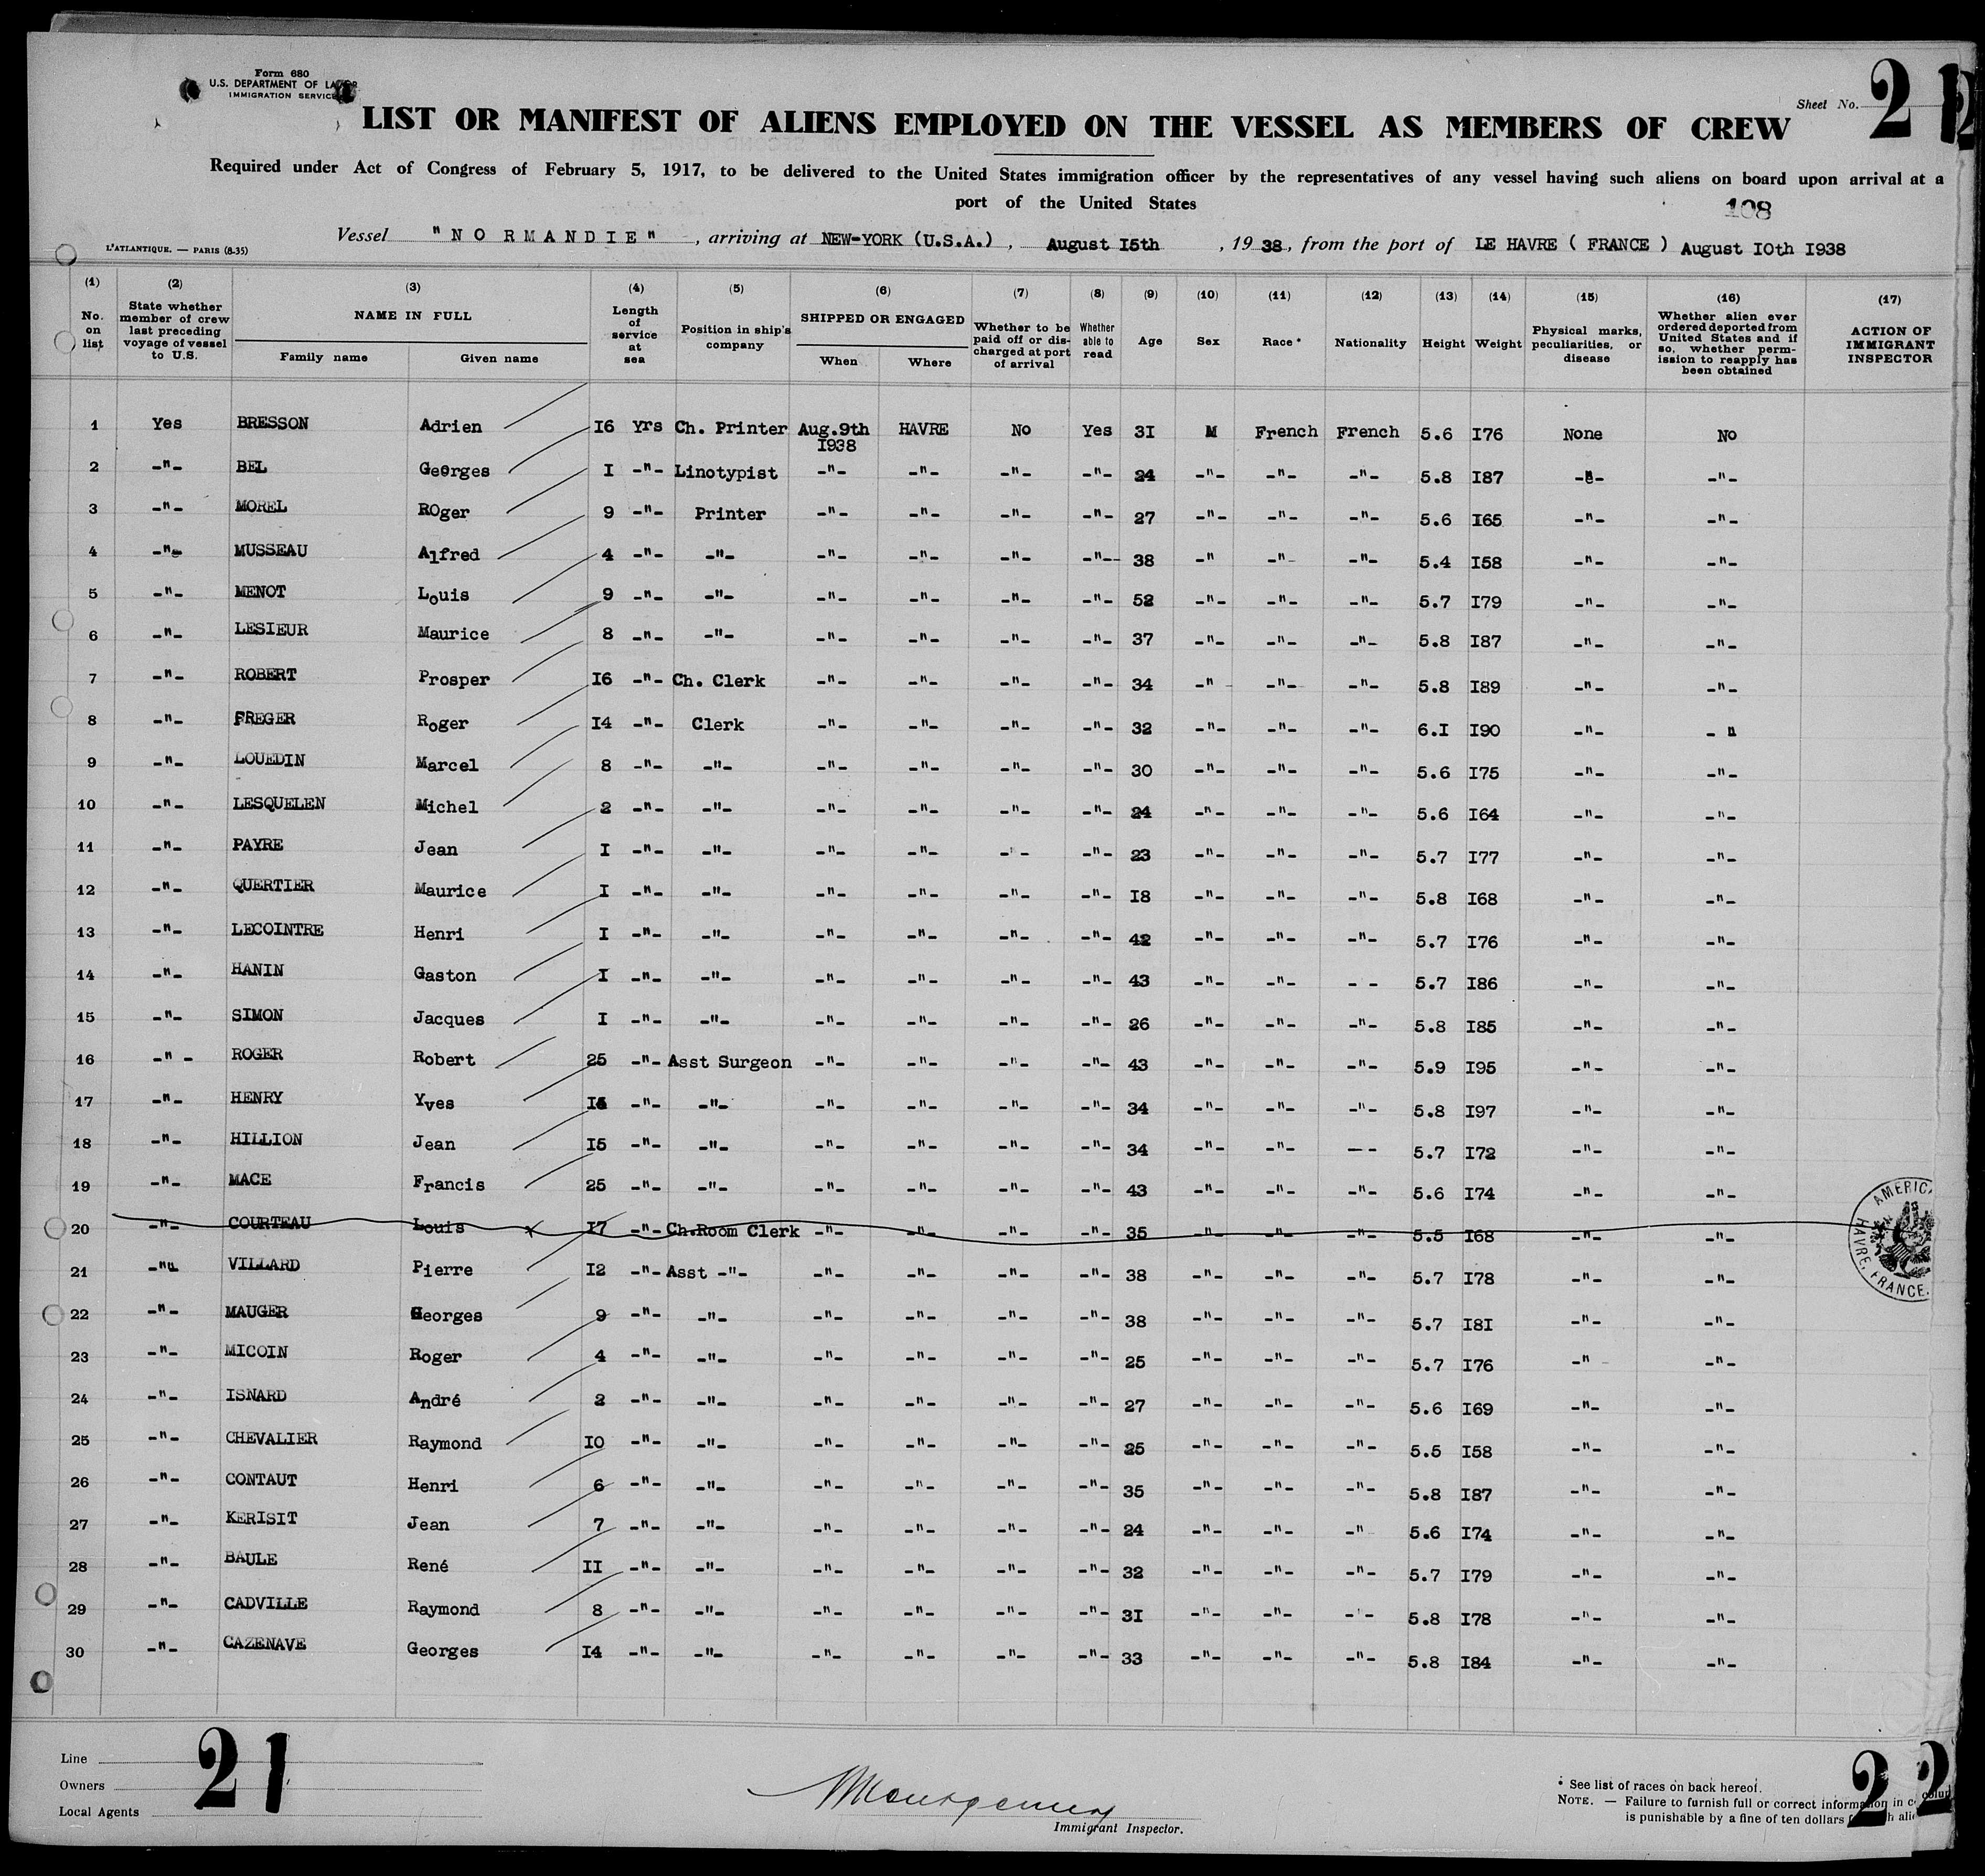 Form 680
U.S. DEPARTMENT OF LABOR
IMMIGRATION SERVICE
Sheet No. 21
LIST OR MANIFEST OF ALIENS EMPLOYED ON THE VESSEL AS MEMBERS OF CREW
Required under Act of Congress of February 5, 1917, to be delivered to the United States immigration officer by the representatives of any vessel having such aliens on board upon arrival at a
port of the United States
108
Vessel "NORMANDIE", arriving at NEW-YORK (U.S.A.), August I5th, 1938, from the port of LE HAVRE ( FRANCE ) August IOth I938
L'ATLANTIQUE. — PARIS (8-35)
(1) No. on list (2) State whether member of crew last preceding voyage of vessel to U.S. (3) NAME IN FULL Family name Given name (4) Length of service at sea (5) Position in ship's company (6) SHIPPED OR ENGAGED When Where (7) Whether to be paid off or discharged at port of arrival (8) Whether able to read (9) Age (10) Sex (11) Race * (12) Nationality (13) Height (14) Weight (15) Physical marks, peculiarities, or disease (16) Whether alien ever ordered deported from United States and if so, whether permission to reapply has been obtained (17) ACTION OF IMMIGRANT INSPECTOR
1 Yes BRESSON Adrien I6 Yrs Ch. Printer Aug.9th I938 HAVRE No Yes 3I M French French 5.6 I76 None No
2 -"- BEL Georges I -"- Linotypist -"- -"- -"- -"- 24 -"- -"- -"- 5.8 I87 -"- -"-
3 -"- MOREL ROger 9 -"- Printer -"- -"- -"- -"- 27 -"- -"- -"- 5.6 I65 -"- -"-
4 -"- MUSSEAU Alfred 4 -"- -"- -"- -"- -"- -"-- 38 -" -"- -"- 5.4 I58 -"- -"-
5 -"- MENOT Louis 9 -"- -"- -"- -"- -"- -"- 52 -"- -"- -"- 5.7 I79 -"- -"-
6 -"- LESIEUR Maurice 8 -"- -"- -"- -"- -"- -"- 37 -"- -"- -"- 5.8 I87 -"- -"-
7 -"- ROBERT Prosper I6 -"- Ch. Clerk -"- -"- -"- -"- 34 -" - -"- -"- 5.8 I89 -"- -"-
8 -"- FREGER Roger I4 -"- Clerk -"- -"- -"- -"- 32 -"- -"- -"- 6.I I90 -"- - "
9 -"- LOUEDIN Marcel 8 -"- -"- -"- -"- -"- -"- 30 -"- -"- -"- 5.6 I75 -"- -"-
10 -"- LESQUELEN Michel 2 -"- -"- -"- -"- -"- -"- 24 -"- -"- -"- 5.6 I64 -"- -"-
11 -"- PAYRE Jean I -"- -"- -"- -"- -"- -"- 23 -"- -"- -"- 5.7 I77 -"- -"-
12 -"- QUERTIER Maurice I -"- -"- -"- -"- -"- -"- I8 -"- -"- -"- 5.8 I68 -"- -"-
13 -"- LECOINTRE Henri I -"- -"- -"- -"- -"- -"- 42 -"- -"- -"- 5.7 I76 -"- -"-
14 -"- HANIN Gaston I -"- -"- -"- -"- -"- -"- 43 -"- -"- - - 5.7 I86 -"- -"-
15 -"- SIMON Jacques I -"- -"- -"- -"- -"- -"- 26 -"- -"- -"- 5.8 I85 -"- -"-
16 -" - ROGER Robert 25 -"- Asst Surgeon -"- -"- -"- -"- 43 -"- -"- -"- 5.9 I95 -"- -"-
17 -"- HENRY Yves -"- -"- -"- -"- -"- -"- 34 -"- -"- -"- 5.8 I97 -"- -"-
18 -"- HILLION Jean I5 -"- -"- -"- -"- -"- -"- 34 -"- -"- -- - 5.7 I72 -"- -"-
19 -"- MACE Francis 25 -"- -"- -"- -"- -"- -"- 43 -"- -"- -"- 5.6 I74 -"- -"-
20 -"- COURTEAU Louis x I7 -"- Ch.Room Clerk -"- -"- -"- -"- 35 -"- -"- -"- 5.5 I68 -"- -"-
21 -"" VILLARD Pierre I2 -"- Asst -"- -"- -"- -"- -"- 38 -"- -"- -"- 5.7 I78 -"- -"-
22 -"- MAUGER Georges 9 -"- -"- -"- -"- -"- -"- 38 -"- -"- -"- 5.7 I8I -"- -"-
23 -"- MICOIN Roger 4 -"- -"- -"- -"- -"- -"- 25 -"- -"- -"- 5.7 I76 -" - -"-
24 -"- ISNARD André 2 -"- -"- -"- -"- -"- -"- 27 -"- -"- -"- 5.6 I69 -"- -"-
25 -"- CHEVALIER Raymond IO -"- -"- -"- -"- -"- -"- 25 -"- -"- -"- 5.5 I58 -"- -"-
26 -"- CONTAUT Henri 6 -"- -"- -"- -"- -"- -"- 35 -"- -"- -"- 5.8 I87 -"- -"-
27 -"- KERISIT Jean 7 -"- -"- -"- -"- -"- -"- 24 -"- -"- -" 5.6 I74 -"- -"-
28 -"- BAULE René II -"- -"- -"- -"- -"- -"- 32 -"- -"- -"- 5.7 I79 -"- -"-
29 -"- CADVILLE Raymond 8 -"- -"- -"- -"- -"- -"- 3I -"- -"- -"- 5.8 I78 -"- -"-
30 -"- CAZENAVE Georges I4 -"- -"- -"- -"- -"- -"- 33 -"- -"- -"- 5.8 I84 -"- -"-
AMERIC
HAVRE, FRANCE.
Line
Owners
Local Agents
21
Montgomery
Immigrant Inspector.
* See list of races on back hereof.
NOTE. — Failure to furnish full or correct information in
is punishable by a fine of ten dollars
22